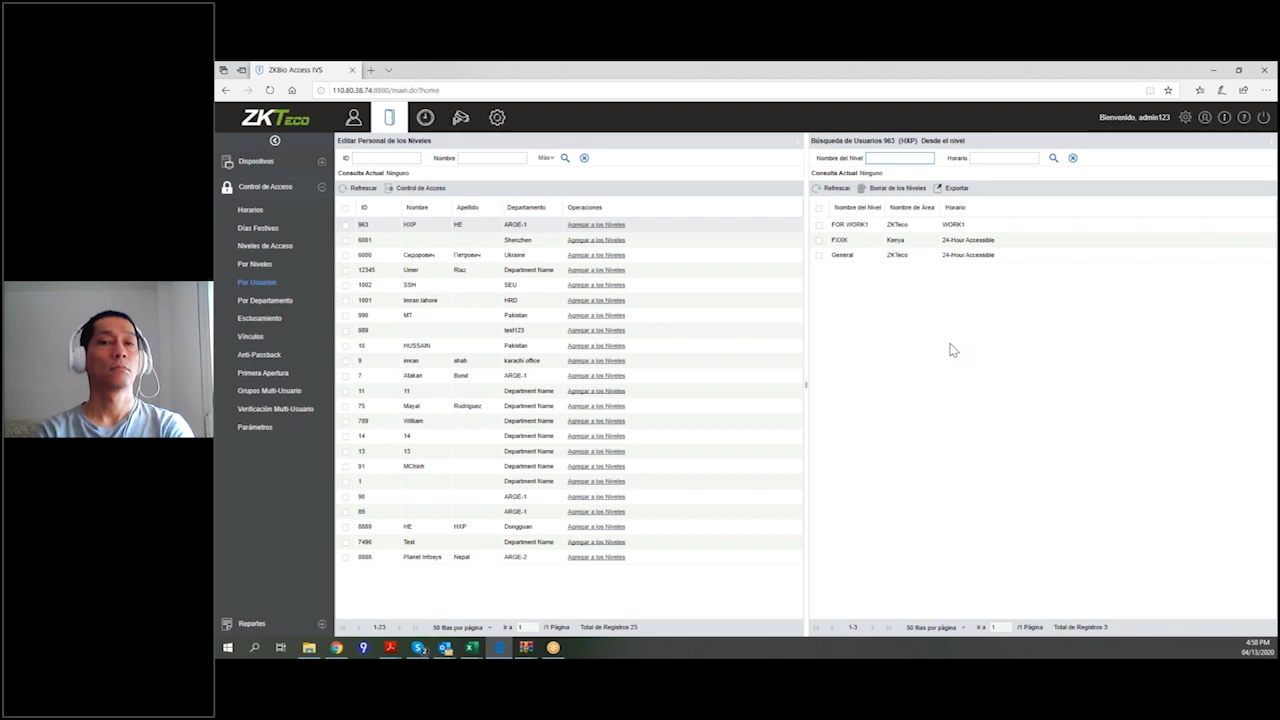 ZKBio Access IVS
110.80.38.74:8880/main.do?home
ZKTeco
Bienvenido, admin123
Dispositivos
Control de Acceso
Horarios
Días Festivos
Niveles de Acceso
Por Niveles
Por Usuarios
Por Departamento
Esclusamiento
Vínculos
Anti-Passback
Primera Apertura
Grupos Multi-Usuario
Verificación Multi-Usuario
Parámetros
Reportes
Editar Personal de los Niveles
ID Nombre Más
Consulta Actual Ninguno
Refrescar Control de Acceso
ID Nombre Apellido Departamento Operaciones
963 HXP HE ARGE-1 Agregar a los Niveles
6001 Shenzhen Agregar a los Niveles
6000 Сидорович Петрович Ukraine Agregar a los Niveles
12345 Umer Riaz Department Name Agregar a los Niveles
1002 SSH SEU Agregar a los Niveles
1001 Imran lahore HRD Agregar a los Niveles
990 MT Pakistan Agregar a los Niveles
989 test123 Agregar a los Niveles
10 HUSSAIN Pakistan Agregar a los Niveles
9 imran shah karachi office Agregar a los Niveles
7 Atakan Bond ARGE-1 Agregar a los Niveles
11 11 Department Name Agregar a los Niveles
75 Mayal Rodriguez Department Name Agregar a los Niveles
789 William Department Name Agregar a los Niveles
14 14 Department Name Agregar a los Niveles
13 13 Department Name Agregar a los Niveles
91 MChinh Department Name Agregar a los Niveles
1 Department Name Agregar a los Niveles
90 ARGE-1 Agregar a los Niveles
89 ARGE-1 Agregar a los Niveles
8889 HE HXP Dongguan Agregar a los Niveles
7496 Test Department Name Agregar a los Niveles
8888 Planet Infosys Nepal ARGE-2 Agregar a los Niveles
1-23 50 filas por página Ir a 1 /1 Página Total de Registros 23
Búsqueda de Usuarios 963 (HXP) Desde el nivel
Nombre del Nivel Horario
Consulta Actual Ninguno
Refrescar Borrar de los Niveles Exportar
Nombre del Nivel Nombre de Área Horario
FOR WORK1 ZKTeco WORK1
FXXK Kenya 24-Hour Accessible
General ZKTeco 24-Hour Accessible
1-3 50 filas por página Ir a 1 /1 Página Total de Registros 3
4:58 PM
04/13/2020